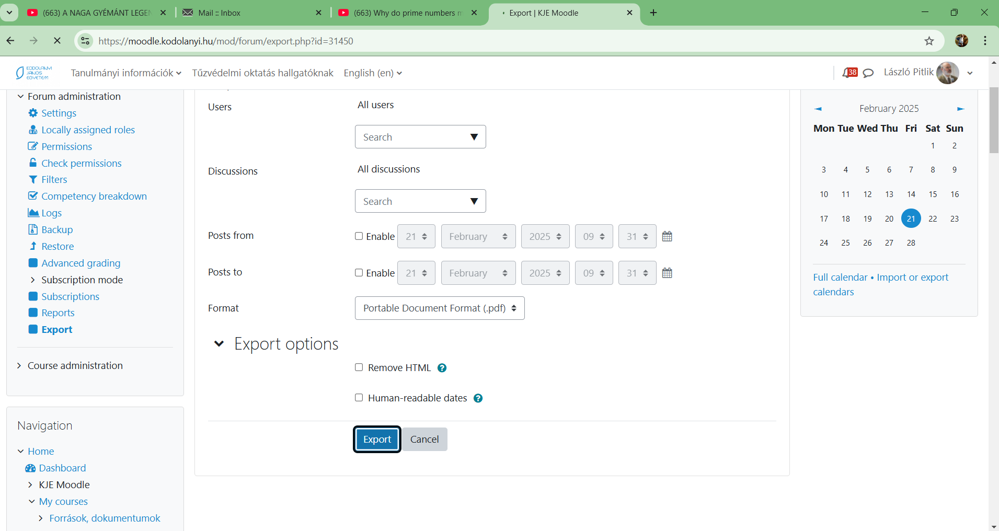 (663) A NAGA GYÉMÁNT LEGEN
Mail :: Inbox
(663) Why do prime numbers m
Export | KJE Moodle
https://moodle.kodolanyi.hu/mod/forum/export.php?id=31450
KODOLÁNYI
JÁNOS
EGYETEM
Tanulmányi információk
Tűzvédelmi oktatás hallgatóknak
English (en)
38
László Pitlik
Forum administration
Settings
Locally assigned roles
Permissions
Check permissions
Filters
Competency breakdown
Logs
Backup
Restore
Advanced grading
Subscription mode
Subscriptions
Reports
Export
Course administration
Navigation
Home
Dashboard
KJE Moodle
My courses
Források, dokumentumok
Users
All users
Search
Discussions
All discussions
Search
Posts from
Enable 21 February 2025 09 31
Posts to
Enable 21 February 2025 09 31
Format
Portable Document Format (.pdf)
Export options
Remove HTML
Human-readable dates
Export
Cancel
February 2025
Mon Tue Wed Thu Fri Sat Sun
1 2
3 4 5 6 7 8 9
10 11 12 13 14 15 16
17 18 19 20 21 22 23
24 25 26 27 28
Full calendar • Import or export
calendars